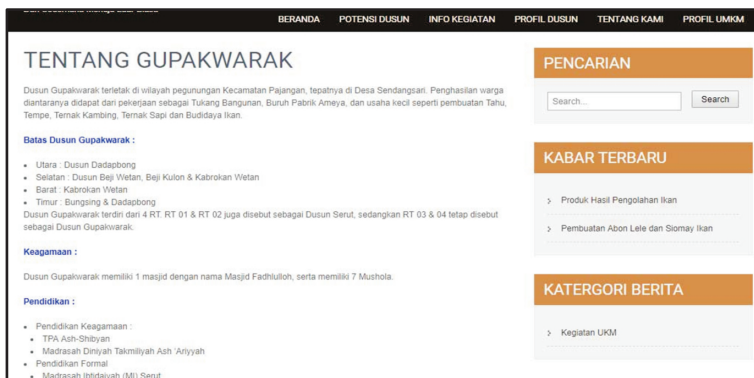 BERANDA POTENSI DUSUN INFO KEGIATAN PROFIL DUSUN TENTANG KAMI PROFIL UMKM
TENTANG GUPAKWARAK
Dusun Gupakwarak terletak di wilayah pegunungan Kecamatan Pajangan, tepatnya di Desa Sendangsari. Penghasilan warga
diantaranya didapat dari pekerjaan sebagai Tukang Bangunan, Buruh Pabrik Ameya, dan usaha kecil seperti pembuatan Tahu,
Tempe, Ternak Kambing, Ternak Sapi dan Budidaya Ikan.
Batas Dusun Gupakwarak :
Utara : Dusun Dadapbong
Selatan : Dusun Beji Wetan, Beji Kulon & Kabrokan Wetan
Barat : Kabrokan Wetan
Timur : Bungsing & Dadapbong
Dusun Gupakwarak terdiri dari 4 RT. RT 01 & RT 02 juga disebut sebagai Dusun Serut, sedangkan RT 03 & 04 tetap disebut
sebagai Dusun Gupakwarak.
Keagamaan :
Dusun Gupakwarak memiliki 1 masjid dengan nama Masjid Fadhlulloh, serta memiliki 7 Mushola.
Pendidikan :
Pendidikan Keagamaan :
TPA Ash-Shibyan
Madrasah Diniyah Takmiliyah Ash 'Ariyyah
Pendidikan Formal
Madrasah Ibtidaiyah (MI) Serut
PENCARIAN
Search...
Search
KABAR TERBARU
Produk Hasil Pengolahan Ikan
Pembuatan Abon Lele dan Siomay Ikan
KATERGORI BERITA
Kegiatan UKM